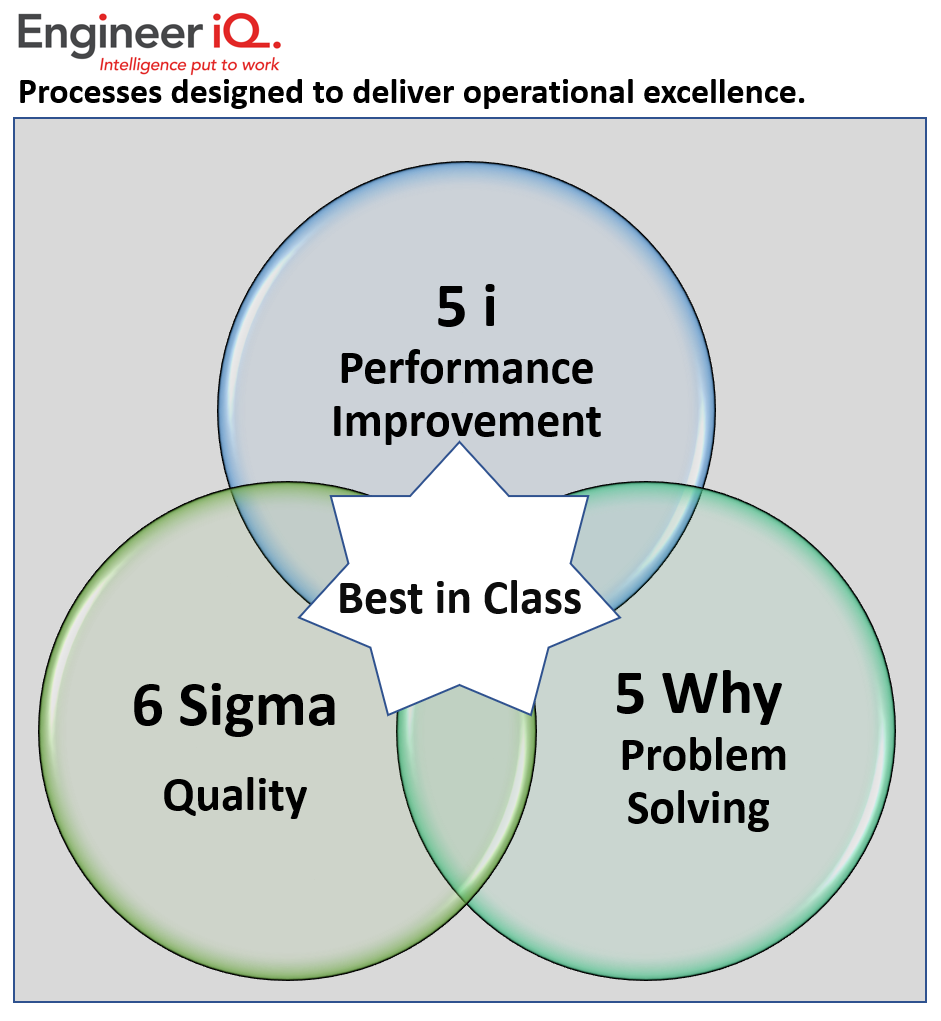 Engineer iQ.
Intelligence put to work
Processes designed to deliver operational excellence.
5 i
Performance
Improvement
Best in Class
6 Sigma
Quality
5 Why
Problem
Solving